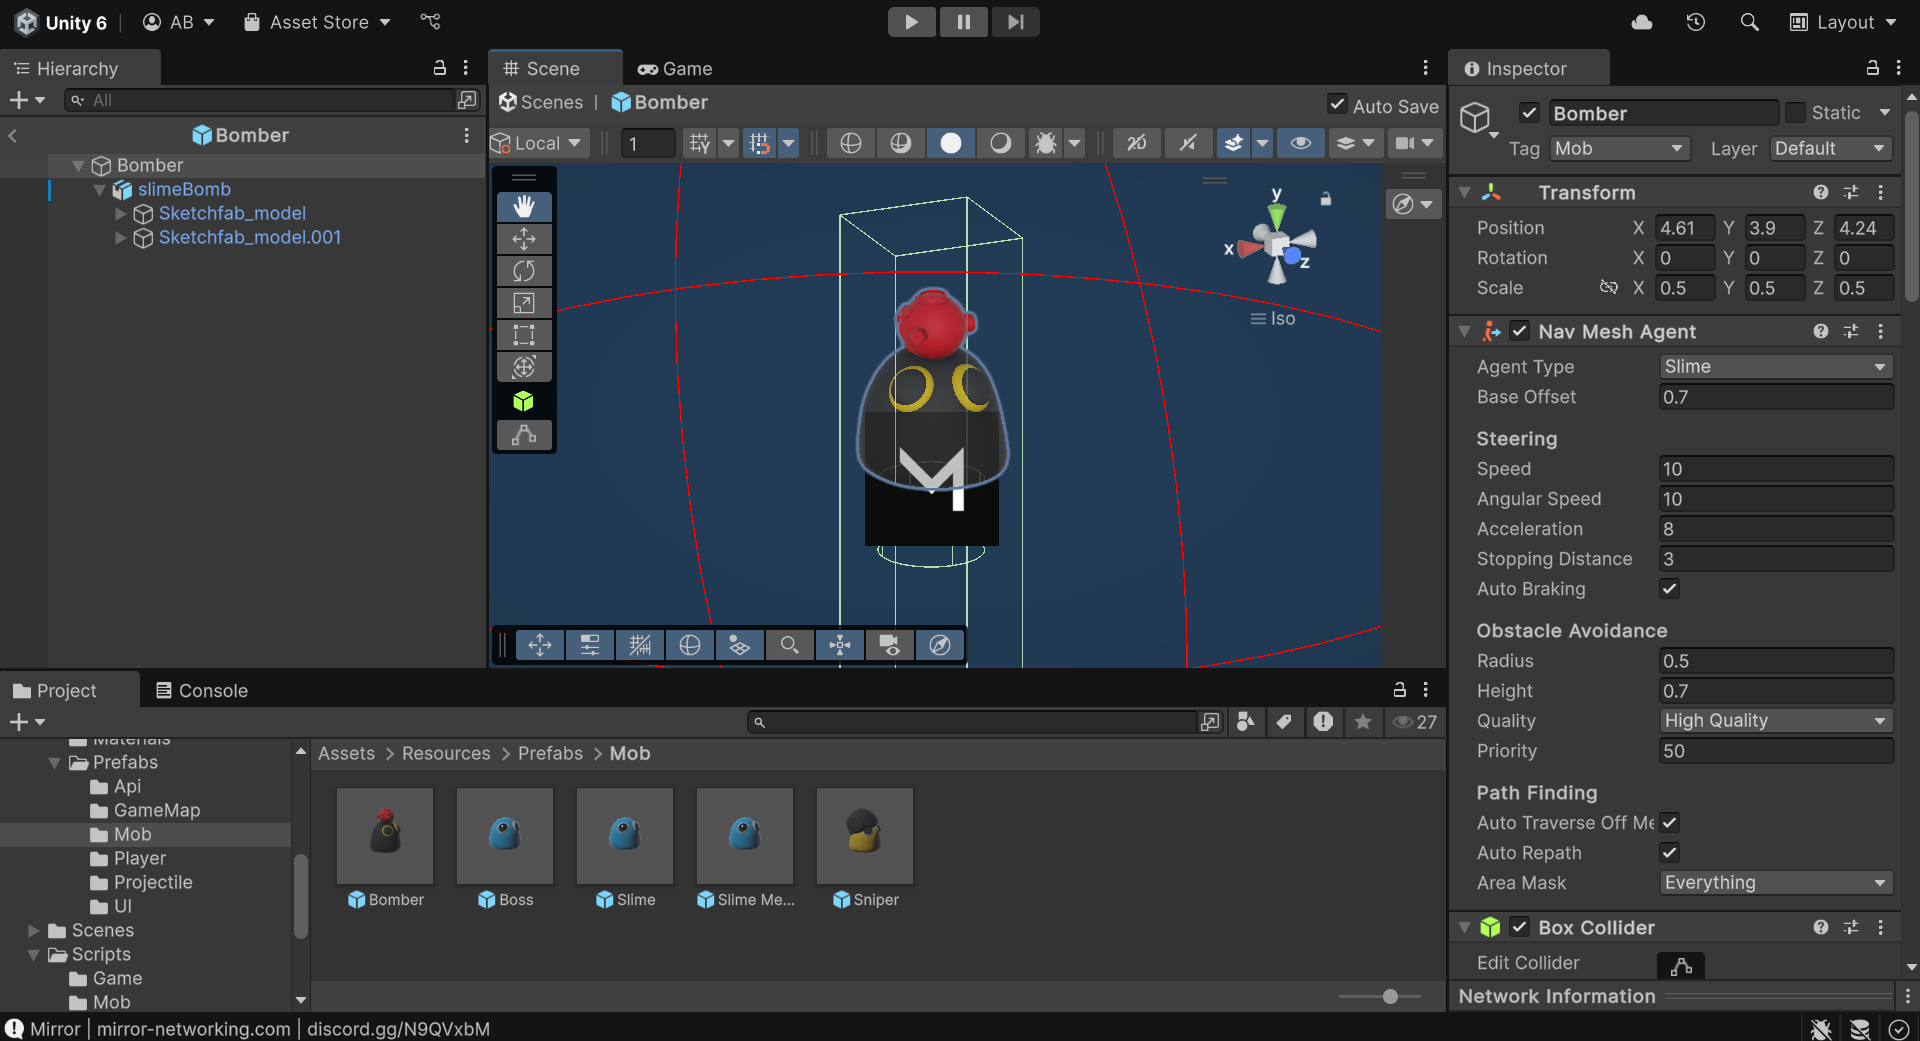 Unity 6 AB Asset Store Layout
Hierarchy
All
Bomber
Bomber
slimeBomb
Sketchfab_model
Sketchfab_model.001
Scene Game
Scenes | Bomber Auto Save
Local 1 2D
y
x
z
Iso
Inspector
Bomber Static
Tag Mob Layer Default
Transform
Position X 4.61 Y 3.9 Z 4.24
Rotation X 0 Y 0 Z 0
Scale X 0.5 Y 0.5 Z 0.5
Nav Mesh Agent
Agent Type Slime
Base Offset 0.7
Steering
Speed 10
Angular Speed 10
Acceleration 8
Stopping Distance 3
Auto Braking
Obstacle Avoidance
Radius 0.5
Height 0.7
Quality High Quality
Priority 50
Path Finding
Auto Traverse Off Me
Auto Repath
Area Mask Everything
Box Collider
Edit Collider
Network Information
Project Console
27
Materials
Prefabs
Api
GameMap
Mob
Player
Projectile
UI
Scenes
Scripts
Game
Mob
Assets > Resources > Prefabs > Mob
Bomber Boss Slime Slime Me... Sniper
Mirror | mirror-networking.com | discord.gg/N9QVxbM